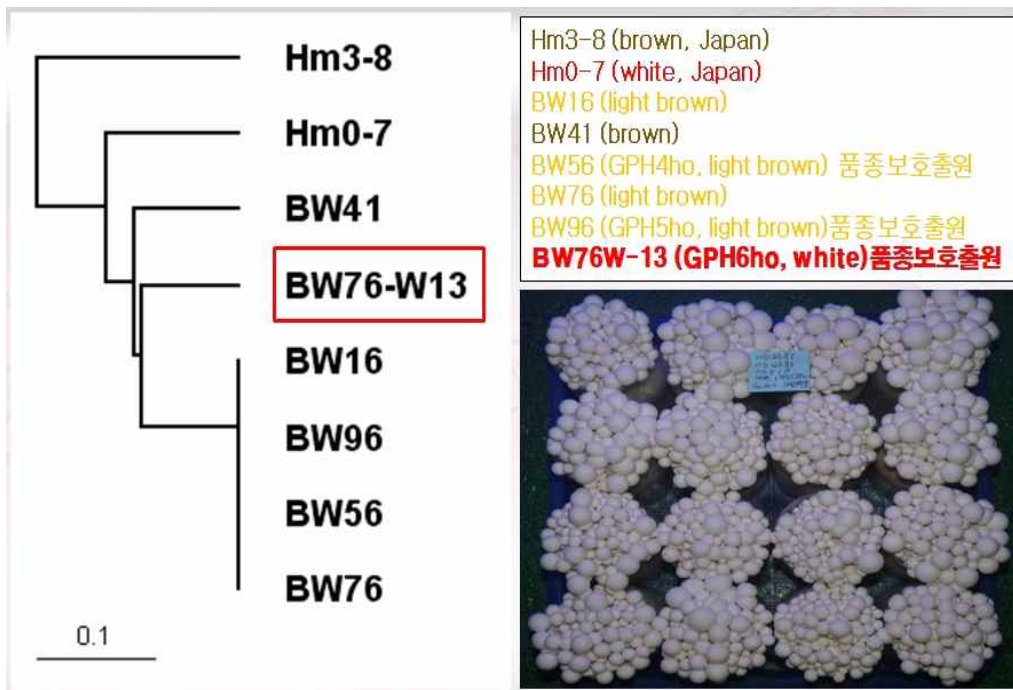 Hm3-8
Hm0-7
BW41
BW76-W13
BW16
BW96
BW56
BW76
0.1
Hm3-8 (brown, Japan)
Hm0-7 (white, Japan)
BW16 (light brown)
BW41 (brown)
BW56 (GPH4ho, light brown) 품종보호출원
BW76 (light brown)
BW96 (GPH5ho, light brown)품종보호출원
BW76W-13 (GPH6ho, white)품종보호출원